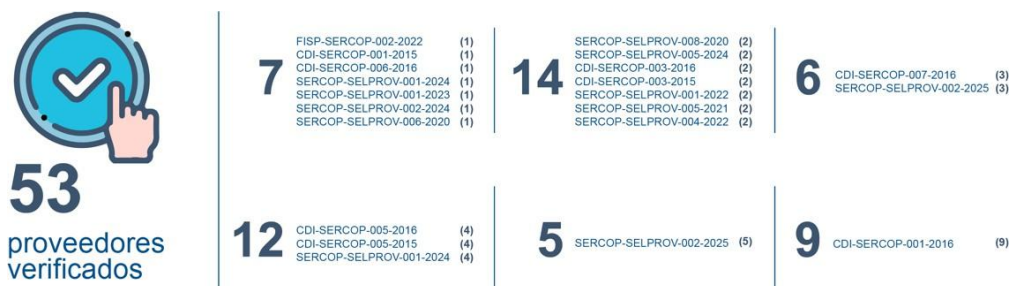 53
proveedores
verificados
7
FISP-SERCOP-002-2022 (1)
CDI-SERCOP-001-2015 (1)
CDI-SERCOP-006-2016 (1)
SERCOP-SELPROV-001-2024 (1)
SERCOP-SELPROV-001-2023 (1)
SERCOP-SELPROV-002-2024 (1)
SERCOP-SELPROV-006-2020 (1)
14
SERCOP-SELPROV-008-2020 (2)
SERCOP-SELPROV-005-2024 (2)
CDI-SERCOP-003-2016 (2)
CDI-SERCOP-003-2015 (2)
SERCOP-SELPROV-001-2022 (2)
SERCOP-SELPROV-005-2021 (2)
SERCOP-SELPROV-004-2022 (2)
6
CDI-SERCOP-007-2016 (3)
SERCOP-SELPROV-002-2025 (3)
12
CDI-SERCOP-005-2016 (4)
CDI-SERCOP-005-2015 (4)
SERCOP-SELPROV-001-2024 (4)
5
SERCOP-SELPROV-002-2025 (5)
9
CDI-SERCOP-001-2016 (9)